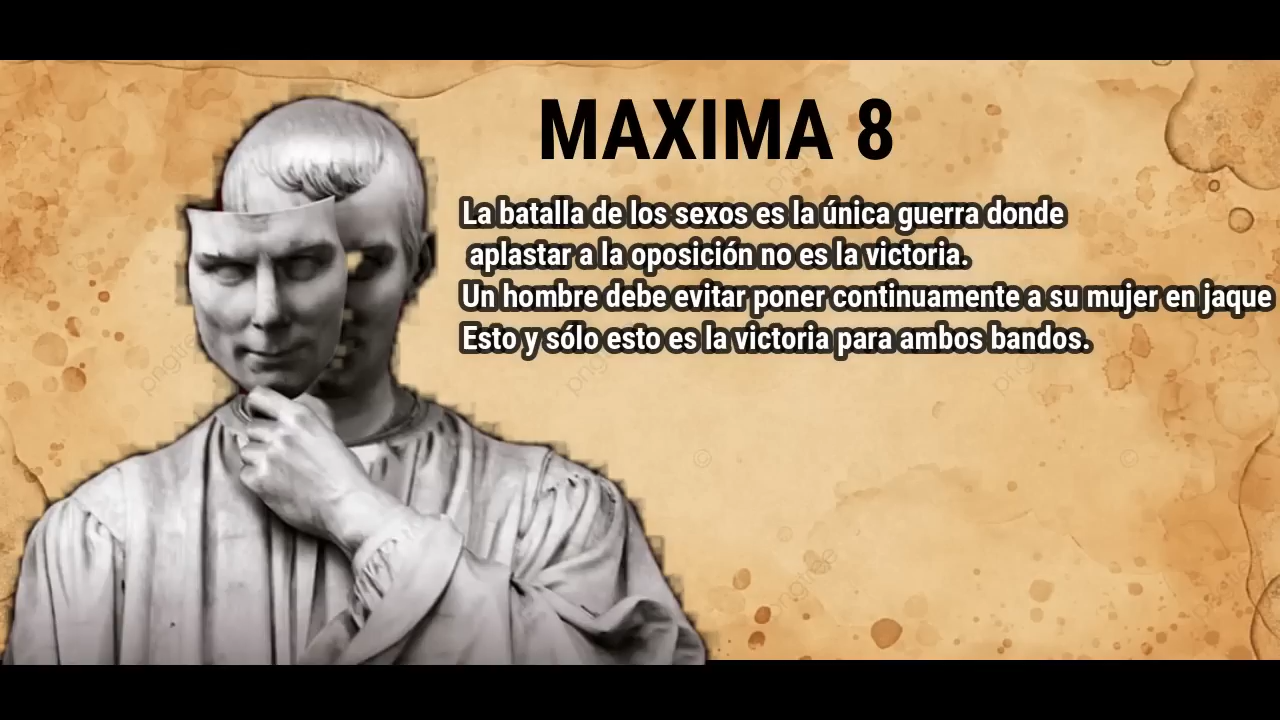 MAXIMA 8
La batalla de los sexos es la única guerra donde
aplastar a la oposición no es la victoria.
Un hombre debe evitar poner continuamente a su mujer en jaque
Esto y sólo esto es la victoria para ambos bandos.
pngtree
pngtree